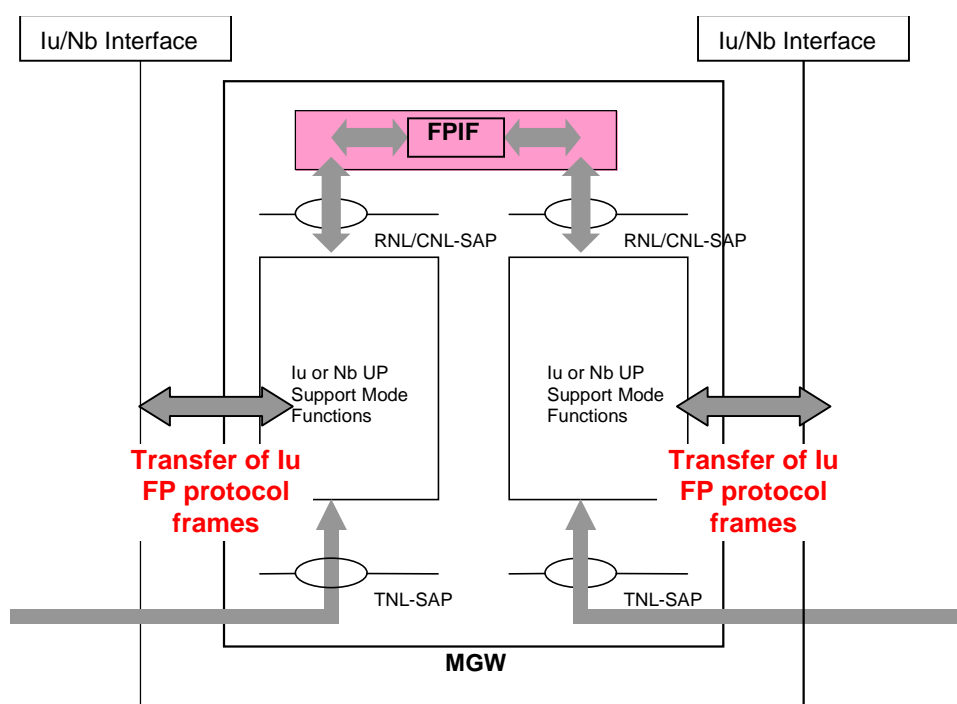 Iu/Nb Interface
Iu/Nb Interface
FPIF
RNL/CNL-SAP
RNL/CNL-SAP
Iu or Nb UP
Support Mode
Functions
Iu or Nb UP
Support Mode
Functions
Transfer of Iu
FP protocol
frames
Transfer of Iu
FP protocol
frames
TNL-SAP
TNL-SAP
MGW